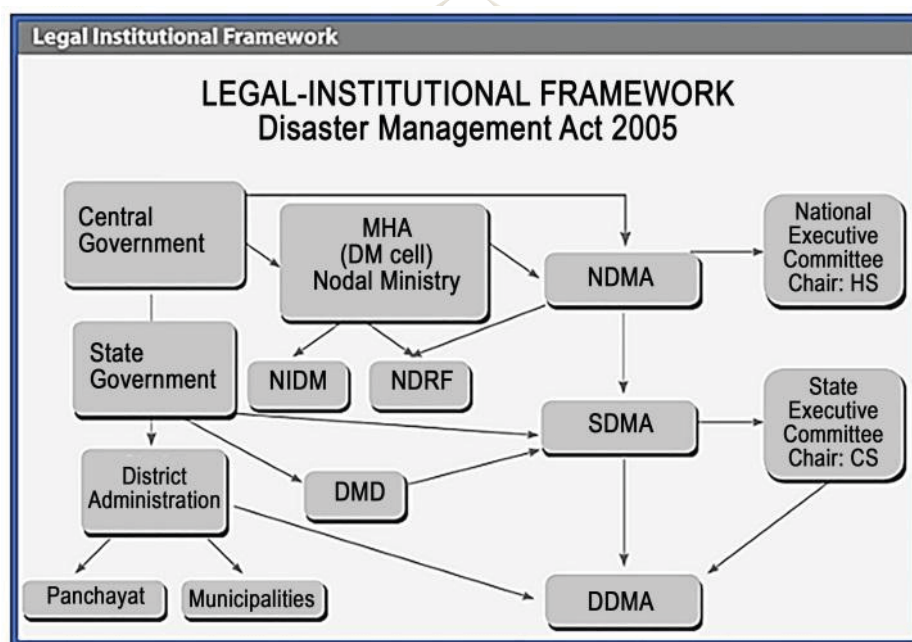 Legal Institutional Framework
LEGAL-INSTITUTIONAL FRAMEWORK
Disaster Management Act 2005
Central
Government
MHA
(DM cell)
Nodal Ministry
NDMA
National
Executive
Committee
Chair: HS
State
Government
NIDM
NDRF
SDMA
State
Executive
Committee
Chair: CS
District
Administration
DMD
Panchayat
Municipalities
DDMA